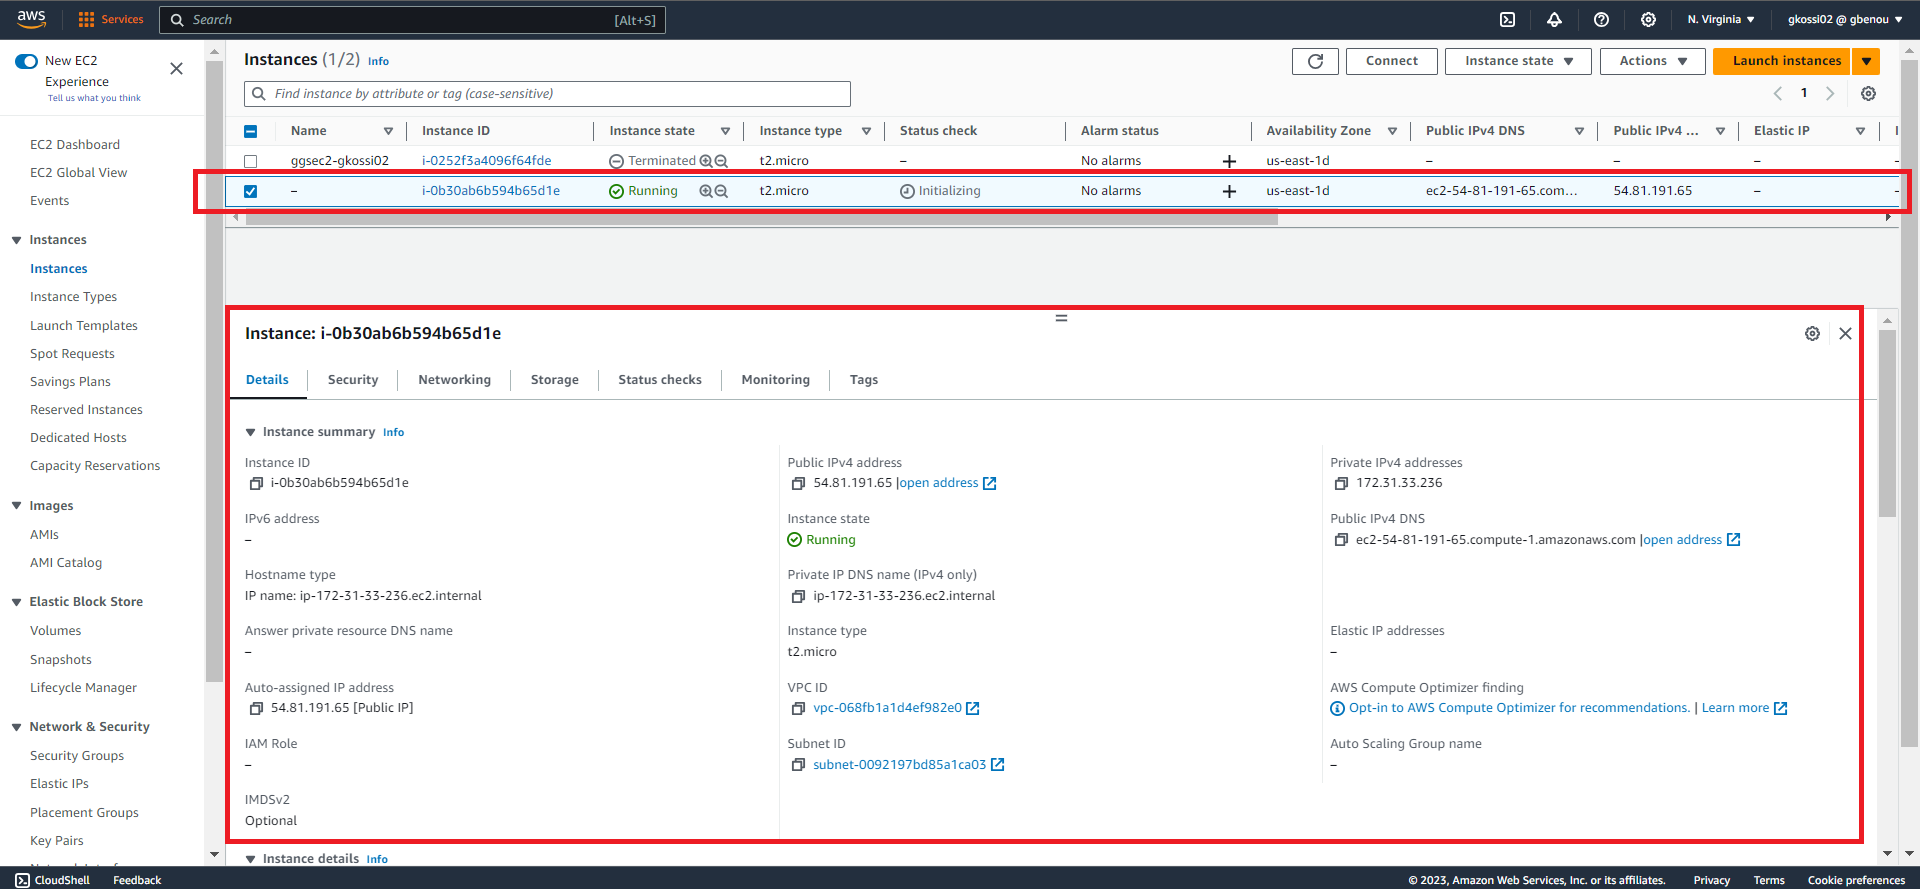 aws Services Search [Alt+S] N. Virginia gkossi02 @ gbenou
New EC2
Experience
Tell us what you think
EC2 Dashboard
EC2 Global View
Events
Instances
Instances
Instance Types
Launch Templates
Spot Requests
Savings Plans
Reserved Instances
Dedicated Hosts
Capacity Reservations
Images
AMIs
AMI Catalog
Elastic Block Store
Volumes
Snapshots
Lifecycle Manager
Network & Security
Security Groups
Elastic IPs
Placement Groups
Key Pairs
Instances (1/2) Info
Connect Instance state Actions Launch instances
Find instance by attribute or tag (case-sensitive) 1
Name Instance ID Instance state Instance type Status check Alarm status Availability Zone Public IPv4 DNS Public IPv4 ... Elastic IP
ggsec2-gkossi02 i-0252f3a4096f64fde Terminated t2.micro – No alarms us-east-1d – – –
– i-0b30ab6b594b65d1e Running t2.micro Initializing No alarms us-east-1d ec2-54-81-191-65.com... 54.81.191.65 –
Instance: i-0b30ab6b594b65d1e
Details Security Networking Storage Status checks Monitoring Tags
Instance summary Info
Instance ID
i-0b30ab6b594b65d1e
Public IPv4 address
54.81.191.65 |open address
Private IPv4 addresses
172.31.33.236
IPv6 address
–
Instance state
Running
Public IPv4 DNS
ec2-54-81-191-65.compute-1.amazonaws.com |open address
Hostname type
IP name: ip-172-31-33-236.ec2.internal
Private IP DNS name (IPv4 only)
ip-172-31-33-236.ec2.internal
Answer private resource DNS name
–
Instance type
t2.micro
Elastic IP addresses
–
Auto-assigned IP address
54.81.191.65 [Public IP]
VPC ID
vpc-068fb1a1d4ef982e0
AWS Compute Optimizer finding
Opt-in to AWS Compute Optimizer for recommendations. | Learn more
IAM Role
–
Subnet ID
subnet-0092197bd85a1ca03
Auto Scaling Group name
–
IMDSv2
Optional
Instance details Info
CloudShell Feedback © 2023, Amazon Web Services, Inc. or its affiliates. Privacy Terms Cookie preferences